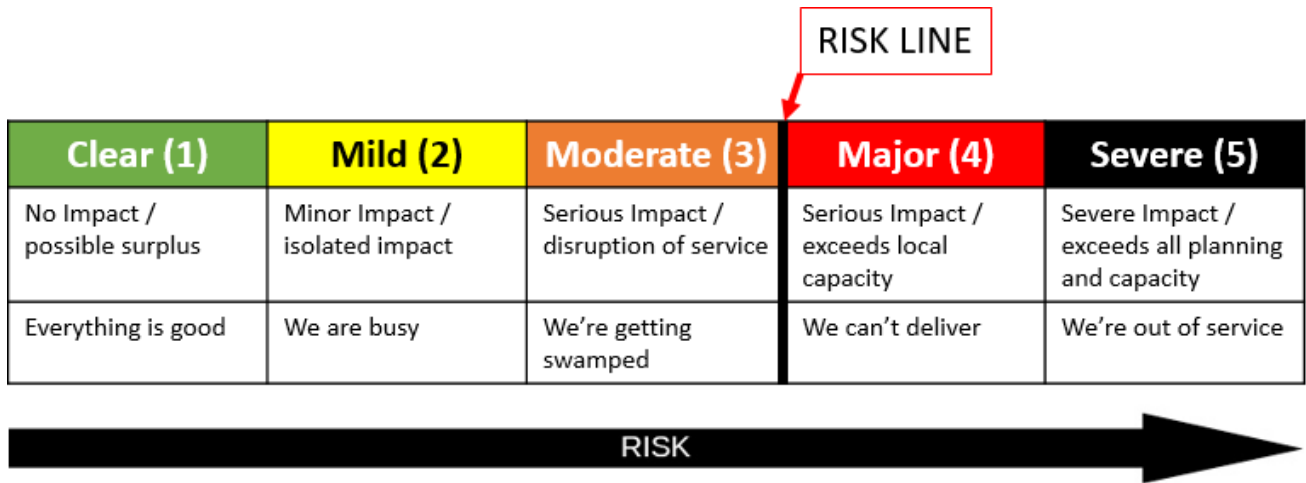 RISK LINE
Clear (1)
Mild (2)
Moderate (3)
Major (4)
Severe (5)
No Impact /
possible surplus
Minor Impact /
isolated impact
Serious Impact /
disruption of service
Serious Impact /
exceeds local
capacity
Severe Impact /
exceeds all planning
and capacity
Everything is good
We are busy
We're getting
swamped
We can't deliver
We're out of service
RISK